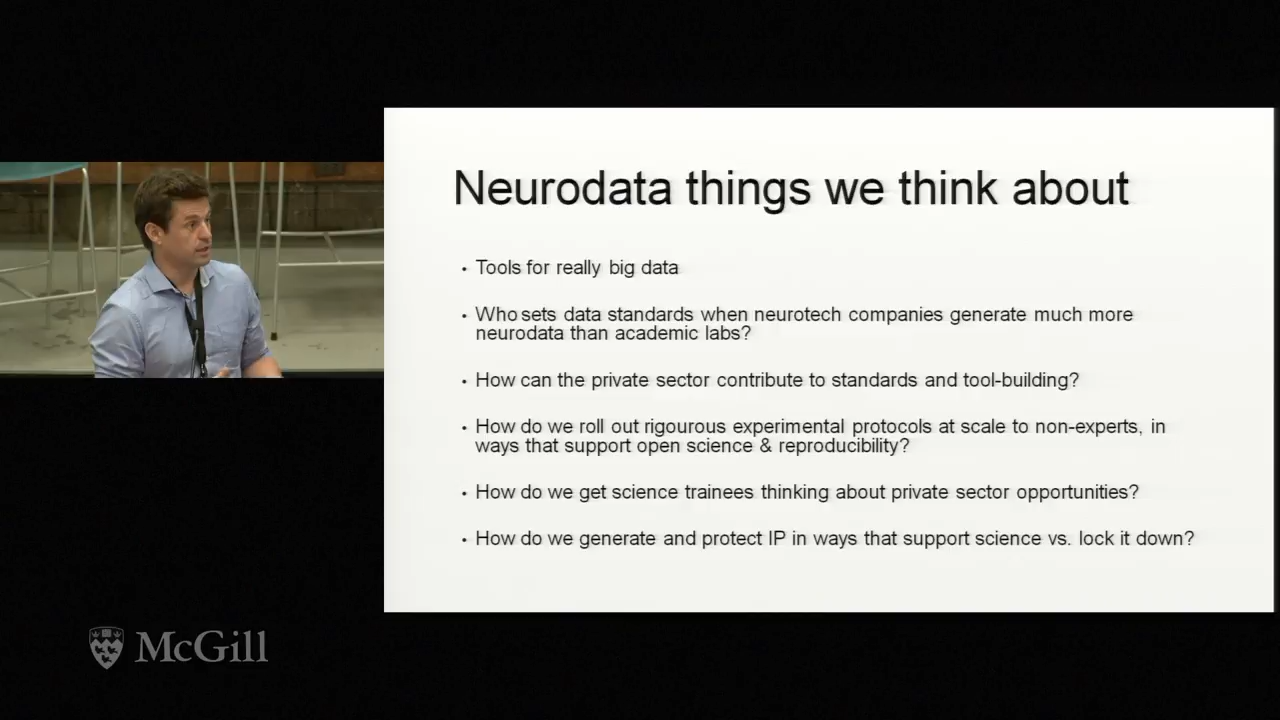 Neurodata things we think about
• Tools for really big data
• Who sets data standards when neurotech companies generate much more
neurodata than academic labs?
• How can the private sector contribute to standards and tool-building?
• How do we roll out rigourous experimental protocols at scale to non-experts, in
ways that support open science & reproducibility?
• How do we get science trainees thinking about private sector opportunities?
• How do we generate and protect IP in ways that support science vs. lock it down?
McGill